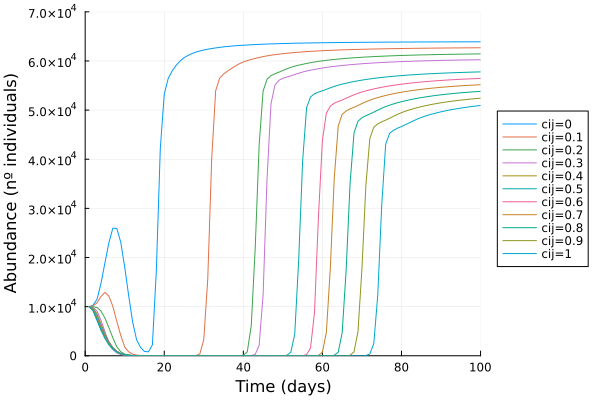 Abundance (nº individuals)
7.0×10⁴
6.0×10⁴
5.0×10⁴
4.0×10⁴
3.0×10⁴
2.0×10⁴
1.0×10⁴
0
0 20 40 60 80 100
Time (days)
cij=0
cij=0.1
cij=0.2
cij=0.3
cij=0.4
cij=0.5
cij=0.6
cij=0.7
cij=0.8
cij=0.9
cij=1